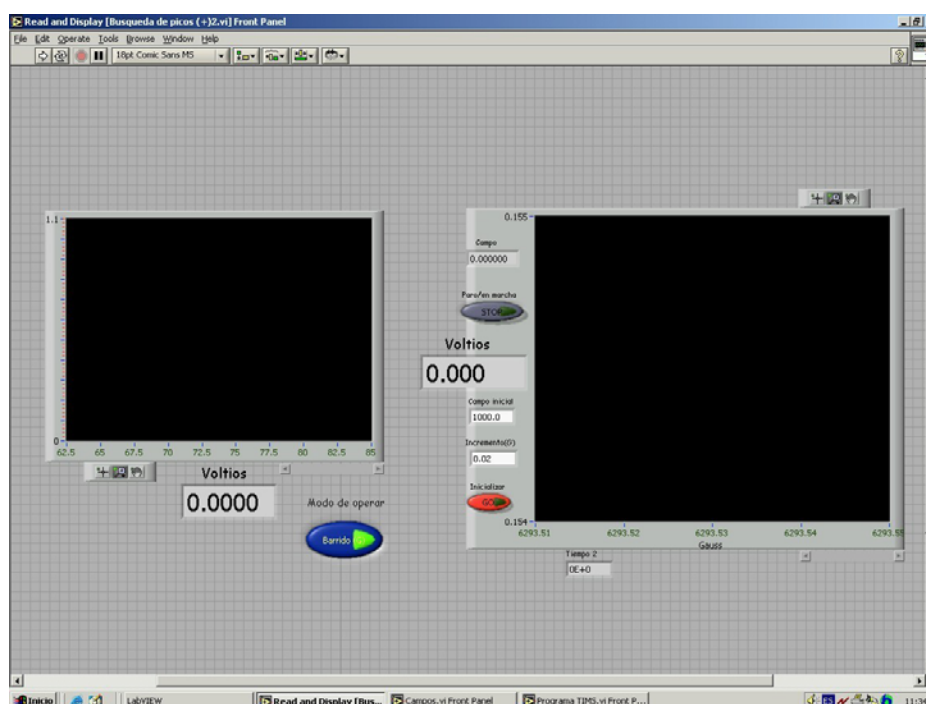 Read and Display [Busqueda de picos (+)2.vi] Front Panel
File Edit Operate Tools Browse Window Help
18pt Comic Sans MS
1.1
0
62.5 65 67.5 70 72.5 75 77.5 80 82.5 85
Voltios
0.0000
Modo de operar
Barrido
0.155
Campo
0.000000
Paro/en marcha
STOP
Voltios
0.000
Campo inicial
1000.0
Incremento(G)
0.02
Inicializar
GO
0.154
6293.51 6293.52 6293.53 6293.54 6293.55
Gauss
Tiempo 2
0E+0
Inicio
LabVIEW
Read and Display [Bus...
Campos.vi Front Panel
Programa TIMS.vi Front P...
ES
11:36